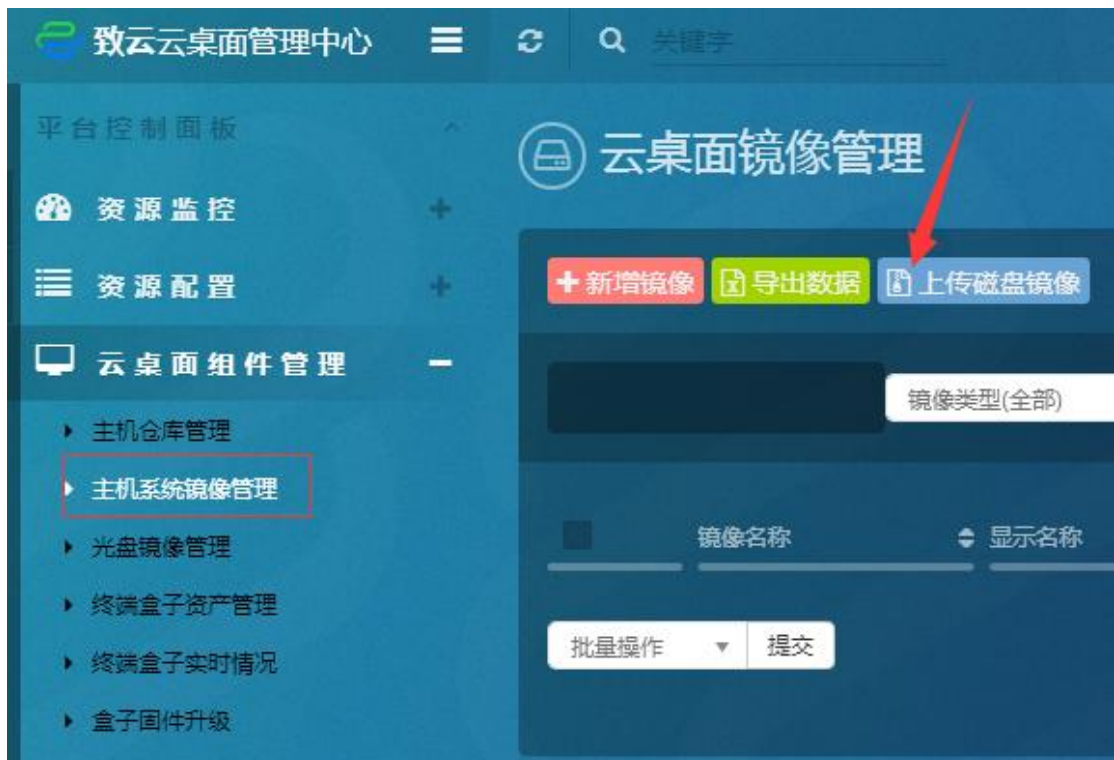 致云云桌面管理中心
关键字
平台控制面板
云桌面镜像管理
资源监控
资源配置
新增镜像 导出数据 上传磁盘镜像
云桌面组件管理
镜像类型(全部)
主机仓库管理
主机系统镜像管理
光盘镜像管理
镜像名称 显示名称
终端盒子资产管理
终端盒子实时情况
批量操作 提交
盒子固件升级